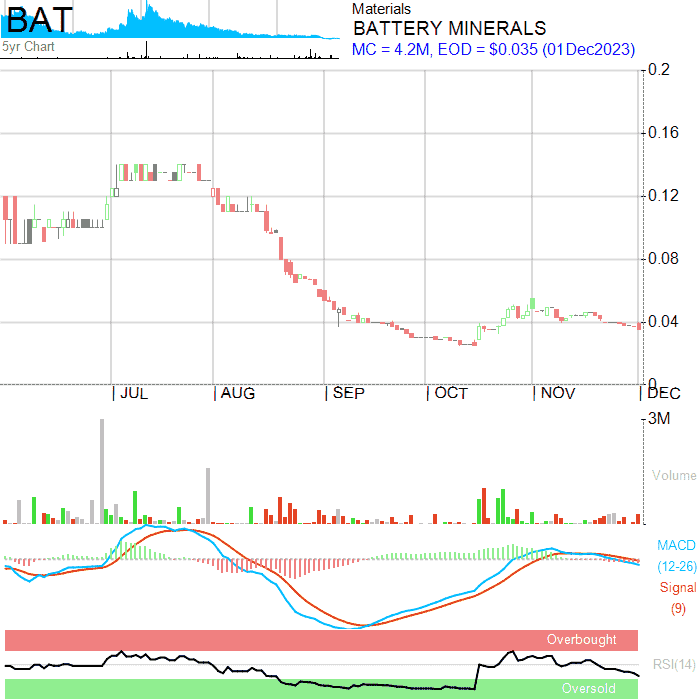 BAT
5yr Chart
Materials
BATTERY MINERALS
MC = 4.2M, EOD = $0.035 (01Dec2023)
0.2
0.16
0.12
0.08
0.04
0
JUL AUG SEP OCT NOV DEC
3M
Volume
MACD
(12-26)
Signal
(9)
Overbought
RSI(14)
Oversold